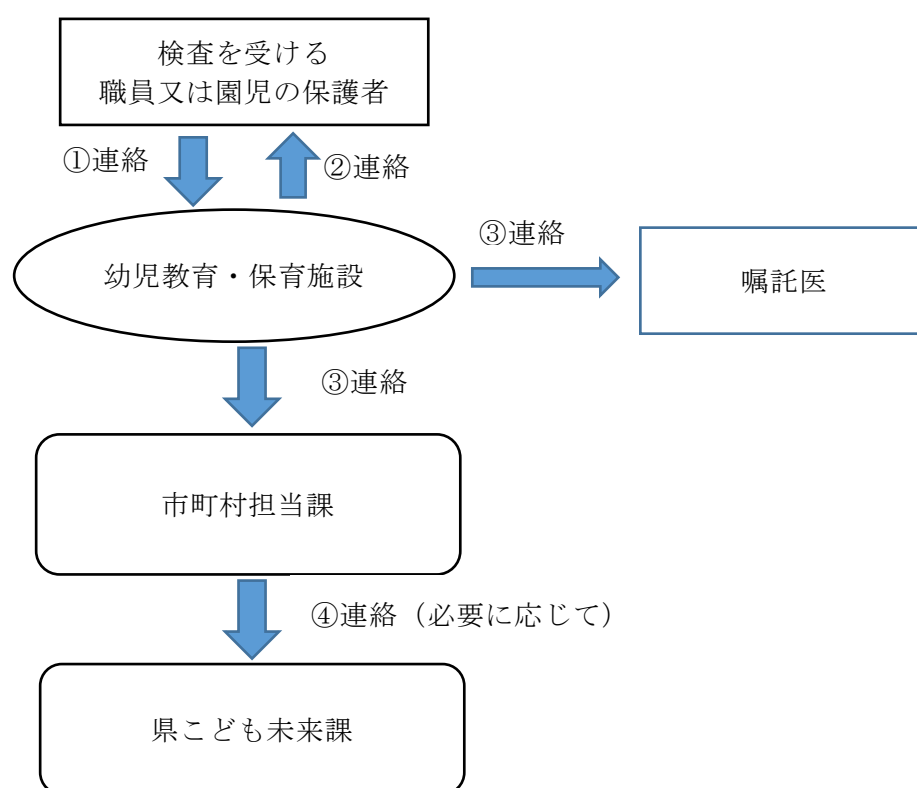 検査を受ける
職員又は園児の保護者
①連絡
②連絡
③連絡
幼児教育・保育施設
嘱託医
③連絡
市町村担当課
④連絡（必要に応じて）
県こども未来課